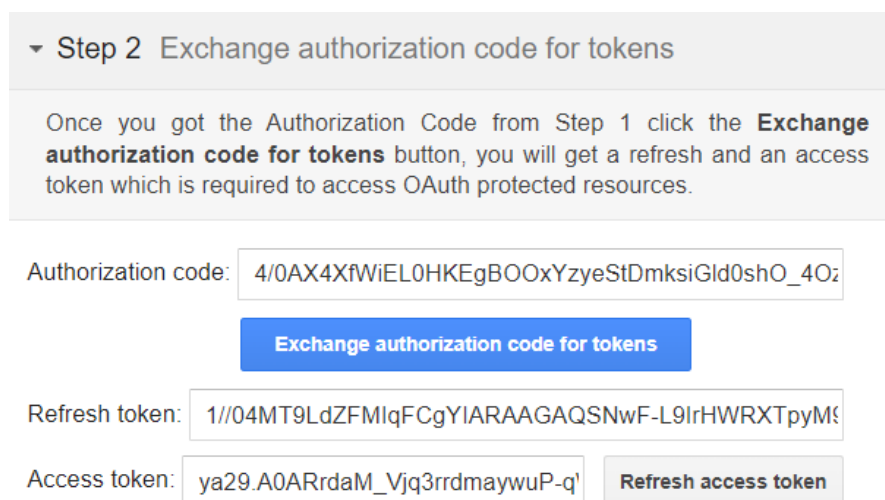 Step 2 Exchange authorization code for tokens
Once you got the Authorization Code from Step 1 click the Exchange
authorization code for tokens button, you will get a refresh and an access
token which is required to access OAuth protected resources.
Authorization code: 4/0AX4XfWiEL0HKEgBOOxYzyeStDmksiGld0shO_4Oz
Exchange authorization code for tokens
Refresh token: 1//04MT9LdZFMIqFCgYIARAAGAQSNwF-L9IrHWRXTpyM9
Access token: ya29.A0ARrdaM_Vjq3rrdmaywuP-q Refresh access token